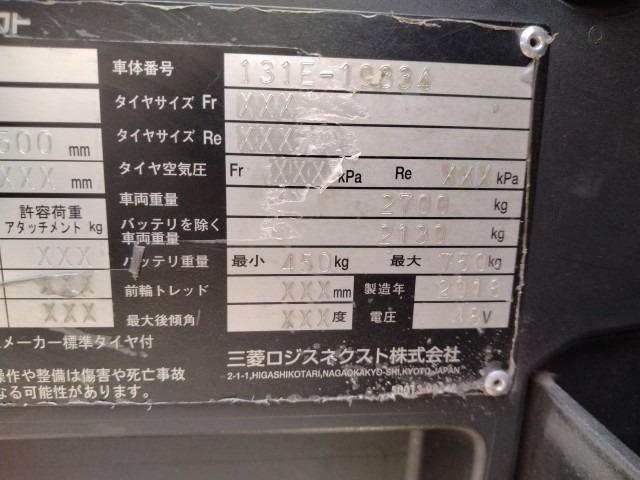 車体番号 131E-19834
タイヤサイズ Fr XXX
タイヤサイズ Re XXX
500 mm
タイヤ空気圧 Fr XXX kPa Re XXX kPa
XXX mm
車両重量 2700 kg
許容荷重
アタッチメント kg
バッテリを除く
車両重量 2130 kg
XXX
バッテリ重量 最小 450 kg 最大 750 kg
XXX
前輪トレッド XXX mm 製造年
XXX
最大後傾角 XXX 度 電圧 48 V
メーカー標準タイヤ付
三菱ロジスネクスト株式会社
2-1-1,HIGASHIKOTARI,NAGAOKAKYO-SHI,KYOTO,JAPAN
操作や整備は傷害や死亡事故
なる可能性があります。